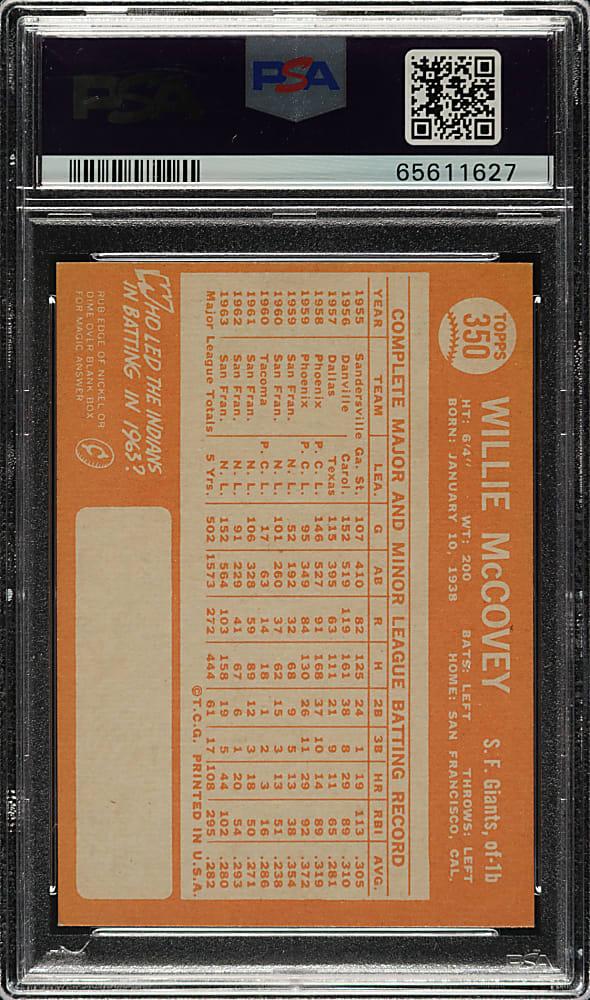 PSA
PSA
65611627
TOPPS
350
WILLIE McCOVEY S. F. Giants, of-1b
HT: 6'4" WT: 200 BATS: LEFT THROWS: LEFT
BORN: JANUARY 10, 1938 HOME: SAN FRANCISCO, CAL.
COMPLETE MAJOR AND MINOR LEAGUE BATTING RECORD
YEAR TEAM LEA. G AB R H 2B 3B HR RBI AVG.
1955 Sandersville Ga. St. 107 410 82 125 24 1 19 113 .305
1956 Danville Carol. 152 519 119 161 38 8 29 89 .310
1957 Dallas Texas 115 395 63 111 21 9 11 65 .281
1958 Phoenix P. C. L. 146 527 91 168 37 10 14 89 .319
1959 Phoenix P. C. L. 95 349 84 130 26 11 29 92 .372
1959 San Fran. N. L. 52 192 32 68 9 5 13 38 .354
1960 San Fran. N. L. 101 260 37 62 15 3 13 51 .238
1960 Tacoma P. C. L. 17 63 14 18 1 2 3 16 .286
1961 San Fran. N. L. 106 328 59 89 12 3 18 50 .271
1962 San Fran. N. L. 91 229 41 67 6 1 20 54 .293
1963 San Fran. N. L. 152 564 103 158 19 5 44 102 .280
Major League Totals 5 Yrs. 502 1573 272 444 61 17 108 295 .282
©T.C.G. PRINTED IN U.S.A.
WHO LED THE INDIANS
IN BATTING IN 1963?
RUB EDGE OF NICKEL OR
DIME OVER BLANK BOX
FOR MAGIC ANSWER
PSA